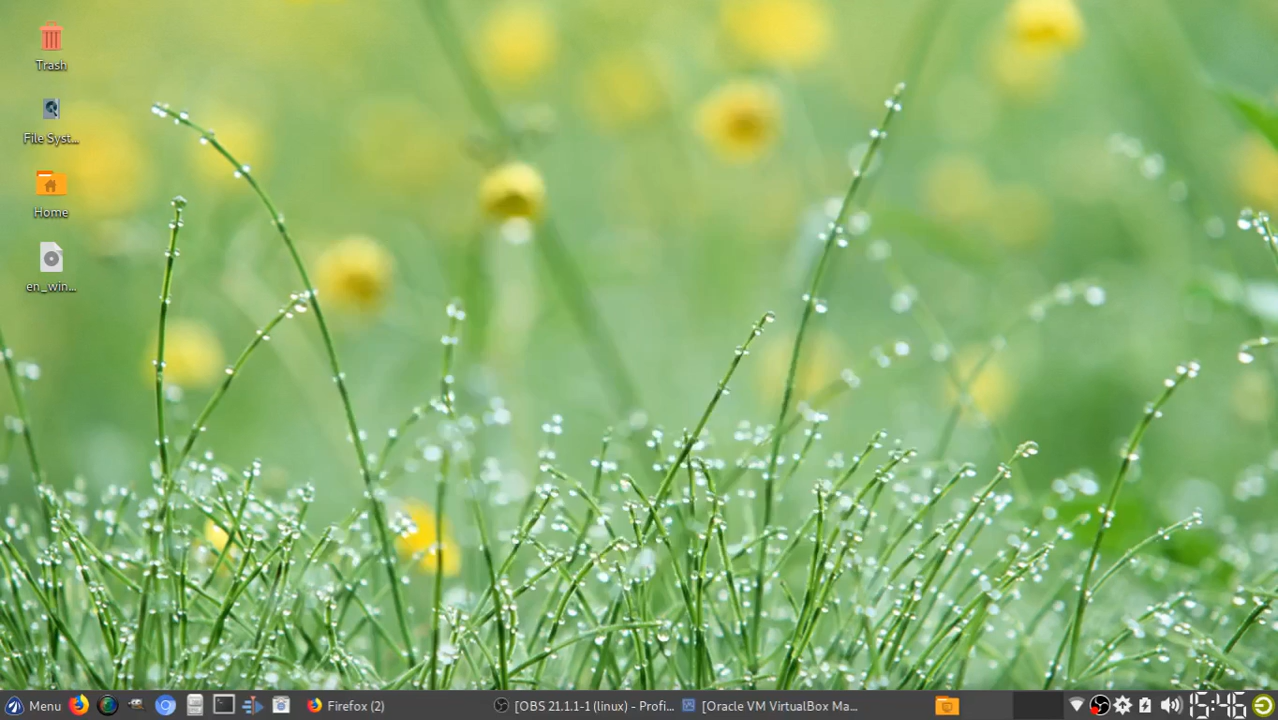 Trash
File Syst...
Home
en_win...
Menu
Firefox (2)
[OBS 21.1.1-1 (linux) - Profi...
[Oracle VM VirtualBox Ma...
15:46